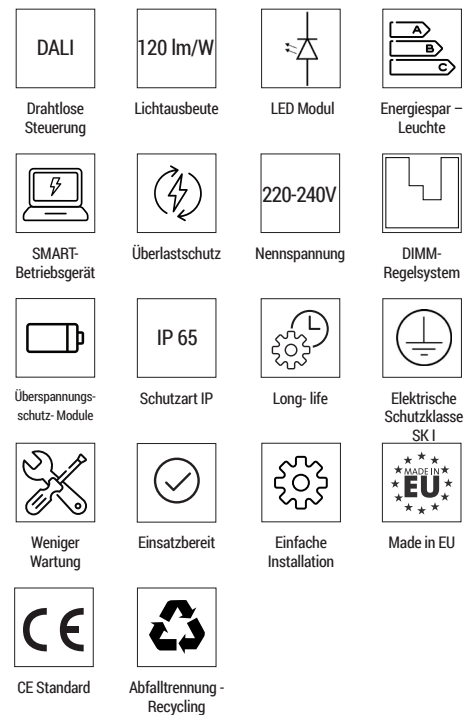 DALI
Drahtlose
Steuerung
120 lm/W
Lichtausbeute
LED Modul
A
B
C
Energiespar –
Leuchte
SMART-
Betriebsgerät
Überlastschutz
220-240V
Nennspannung
DIMM-
Regelsystem
Überspannungs-
schutz- Module
IP 65
Schutzart IP
Long- life
Elektrische
Schutzklasse
SK I
Weniger
Wartung
Einsatzbereit
Einfache
Installation
MADE IN
EU
Made in EU
CE
CE Standard
Abfalltrennung -
Recycling